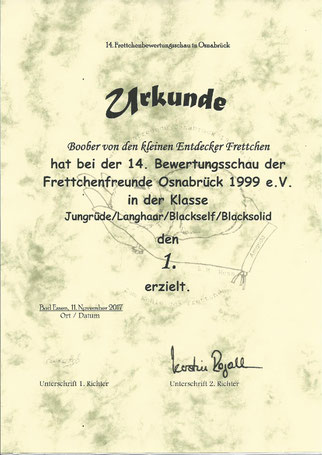 14. Frettchenbewertungsschau in Osnabrück
Urkunde
Boober von den kleinen Entdecker Frettchen
hat bei der 14. Bewertungsschau der
Frettchenfreunde Osnabrück 1999 e.V.
in der Klasse
Jungrüde/Langhaar/Blackself/Blacksolid
den
1.
erzielt.
Bad Essen, 11. November 2017
Ort / Datum
Unterschrift 1. Richter
Unterschrift 2. Richter